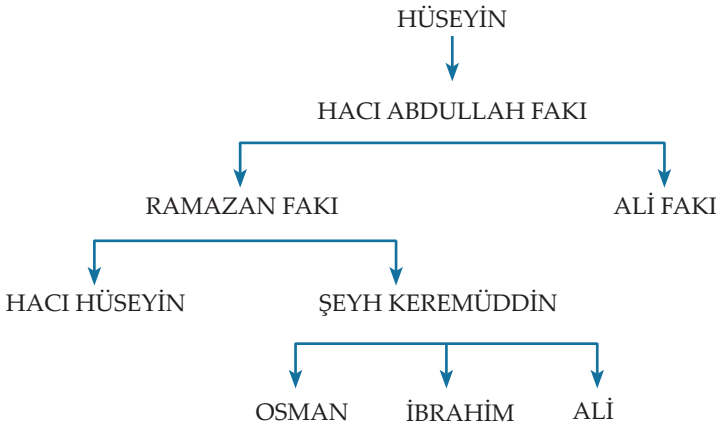 HÜSEYİN
HACI ABDULLAH FAKI
RAMAZAN FAKI ALİ FAKI
HACI HÜSEYİN ŞEYH KEREMÜDDİN
OSMAN İBRAHİM ALİ